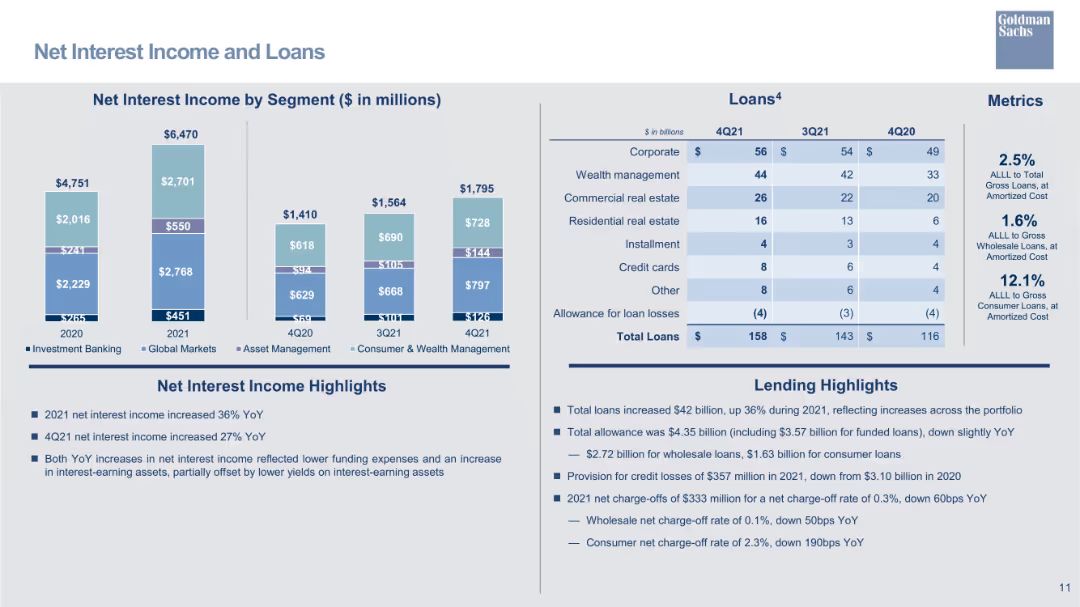 Goldman
Sachs
Net Interest Income and Loans
Net Interest Income by Segment ($ in millions)
$6,470
$4,751
$2,701
$1,795
$1,564
$1,410
$2,016
$550
$728
$690
$618
$241
$144
$105
$94
$2,768
$2,229
$797
$668
$629
$265
$451
$69
$101
$126
2020 2021 4Q20 3Q21 4Q21
Investment Banking Global Markets Asset Management Consumer & Wealth Management
Net Interest Income Highlights
2021 net interest income increased 36% YoY
4Q21 net interest income increased 27% YoY
Both YoY increases in net interest income reflected lower funding expenses and an increase
in interest-earning assets, partially offset by lower yields on interest-earning assets
Loans4
$ in billions 4Q21 3Q21 4Q20
Corporate $ 56 $ 54 $ 49
Wealth management 44 42 33
Commercial real estate 26 22 20
Residential real estate 16 13 6
Installment 4 3 4
Credit cards 8 6 4
Other 8 6 4
Allowance for loan losses (4) (3) (4)
Total Loans $ 158 $ 143 $ 116
Metrics
2.5%
ALLL to Total
Gross Loans, at
Amortized Cost
1.6%
ALLL to Gross
Wholesale Loans, at
Amortized Cost
12.1%
ALLL to Gross
Consumer Loans, at
Amortized Cost
Lending Highlights
Total loans increased $42 billion, up 36% during 2021, reflecting increases across the portfolio
Total allowance was $4.35 billion (including $3.57 billion for funded loans), down slightly YoY
— $2.72 billion for wholesale loans, $1.63 billion for consumer loans
Provision for credit losses of $357 million in 2021, down from $3.10 billion in 2020
2021 net charge-offs of $333 million for a net charge-off rate of 0.3%, down 60bps YoY
— Wholesale net charge-off rate of 0.1%, down 50bps YoY
— Consumer net charge-off rate of 2.3%, down 190bps YoY
11